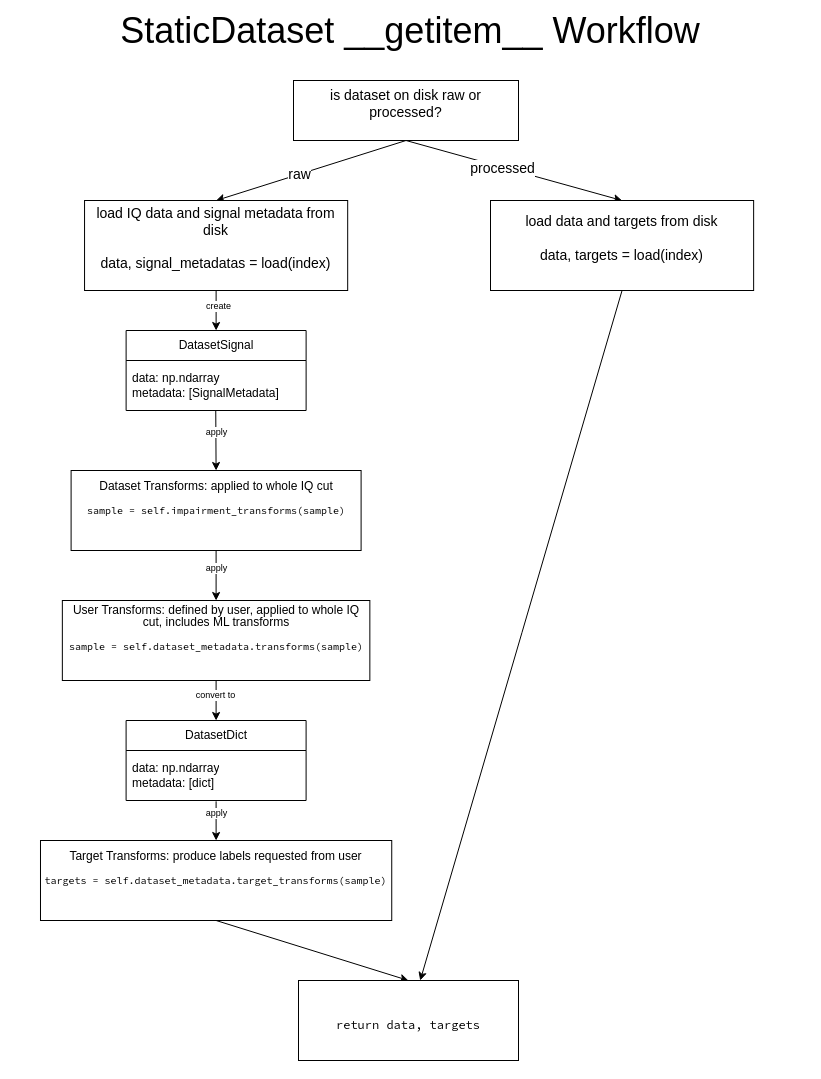 StaticDataset __getitem__ Workflow
is dataset on disk raw or
processed?
raw
processed
load IQ data and signal metadata from
disk
data, signal_metadatas = load(index)
load data and targets from disk
data, targets = load(index)
create
DatasetSignal
data: np.ndarray
metadata: [SignalMetadata]
apply
Dataset Transforms: applied to whole IQ cut
sample = self.impairment_transforms(sample)
apply
User Transforms: defined by user, applied to whole IQ
cut, includes ML transforms
sample = self.dataset_metadata.transforms(sample)
convert to
DatasetDict
data: np.ndarray
metadata: [dict]
apply
Target Transforms: produce labels requested from user
targets = self.dataset_metadata.target_transforms(sample)
return data, targets